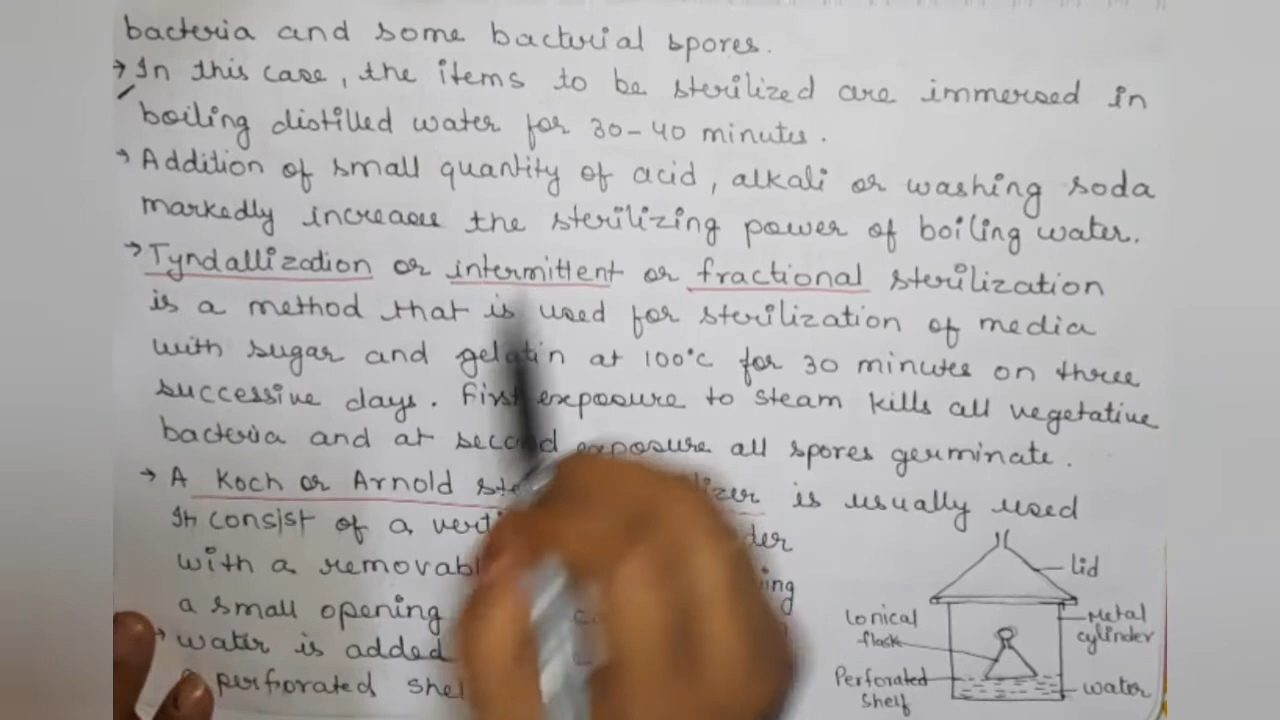 bacteria and some bacterial spores.
→ In this case, the items to be sterilized are immersed in
boiling distilled water for 30-40 minutes.
→ Addition of small quantity of acid, alkali or washing soda
markedly increase the sterilizing power of boiling water.
→ Tyndallization or intermittent or fractional sterilization
is a method that is used for sterilization of media
with sugar and gelatin at 100°C for 30 minutes on three
successive days. First exposure to steam kills all vegetative
bacteria and at second exposure all spores germinate.
→ A Koch or Arnold is usually used
It consist of a
with a
a small opening
→ water is added
perforated
lid
Metal
cylinder
Conical
flask
Perforated
shelf
water